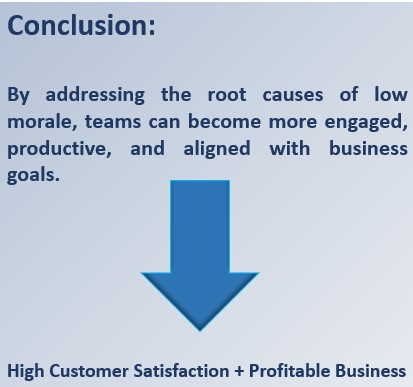 Conclusion:
By addressing the root causes of low
morale, teams can become more engaged,
productive, and aligned with business
goals.
High Customer Satisfaction + Profitable Business